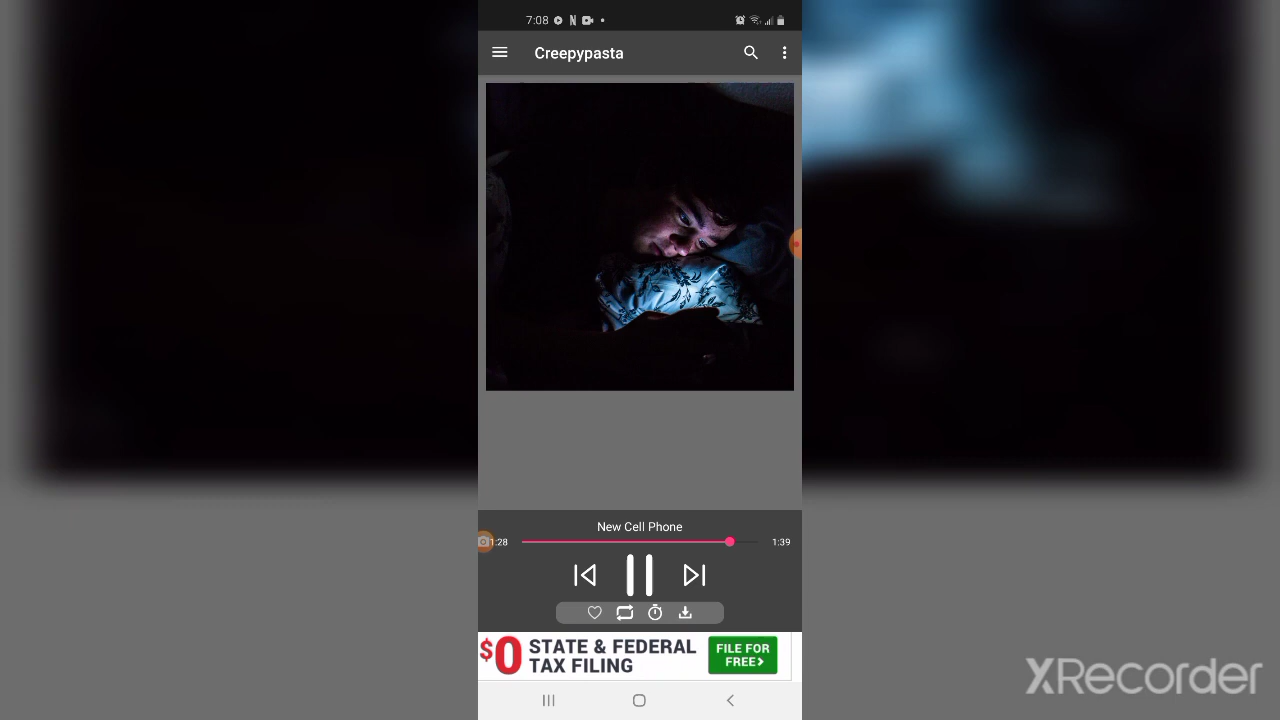 7:08
Creepypasta
New Cell Phone
1:28
1:39
$0 STATE & FEDERAL
TAX FILING
FILE FOR
FREE>
XRecorder